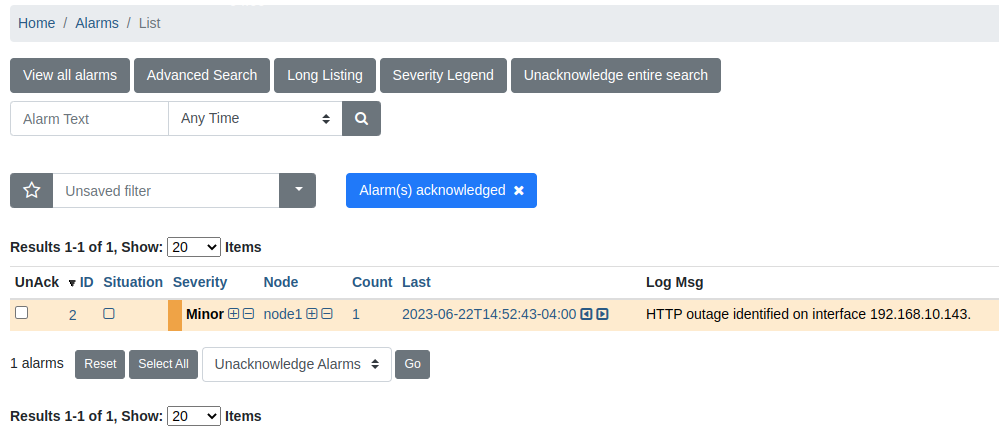 Home / Alarms / List
View all alarms Advanced Search Long Listing Severity Legend Unacknowledge entire search
Alarm Text Any Time
Unsaved filter Alarm(s) acknowledged
Results 1-1 of 1, Show: 20 Items
UnAck ID Situation Severity Node Count Last Log Msg
2 Minor node1 1 2023-06-22T14:52:43-04:00 HTTP outage identified on interface 192.168.10.143.
1 alarms Reset Select All Unacknowledge Alarms Go
Results 1-1 of 1, Show: 20 Items